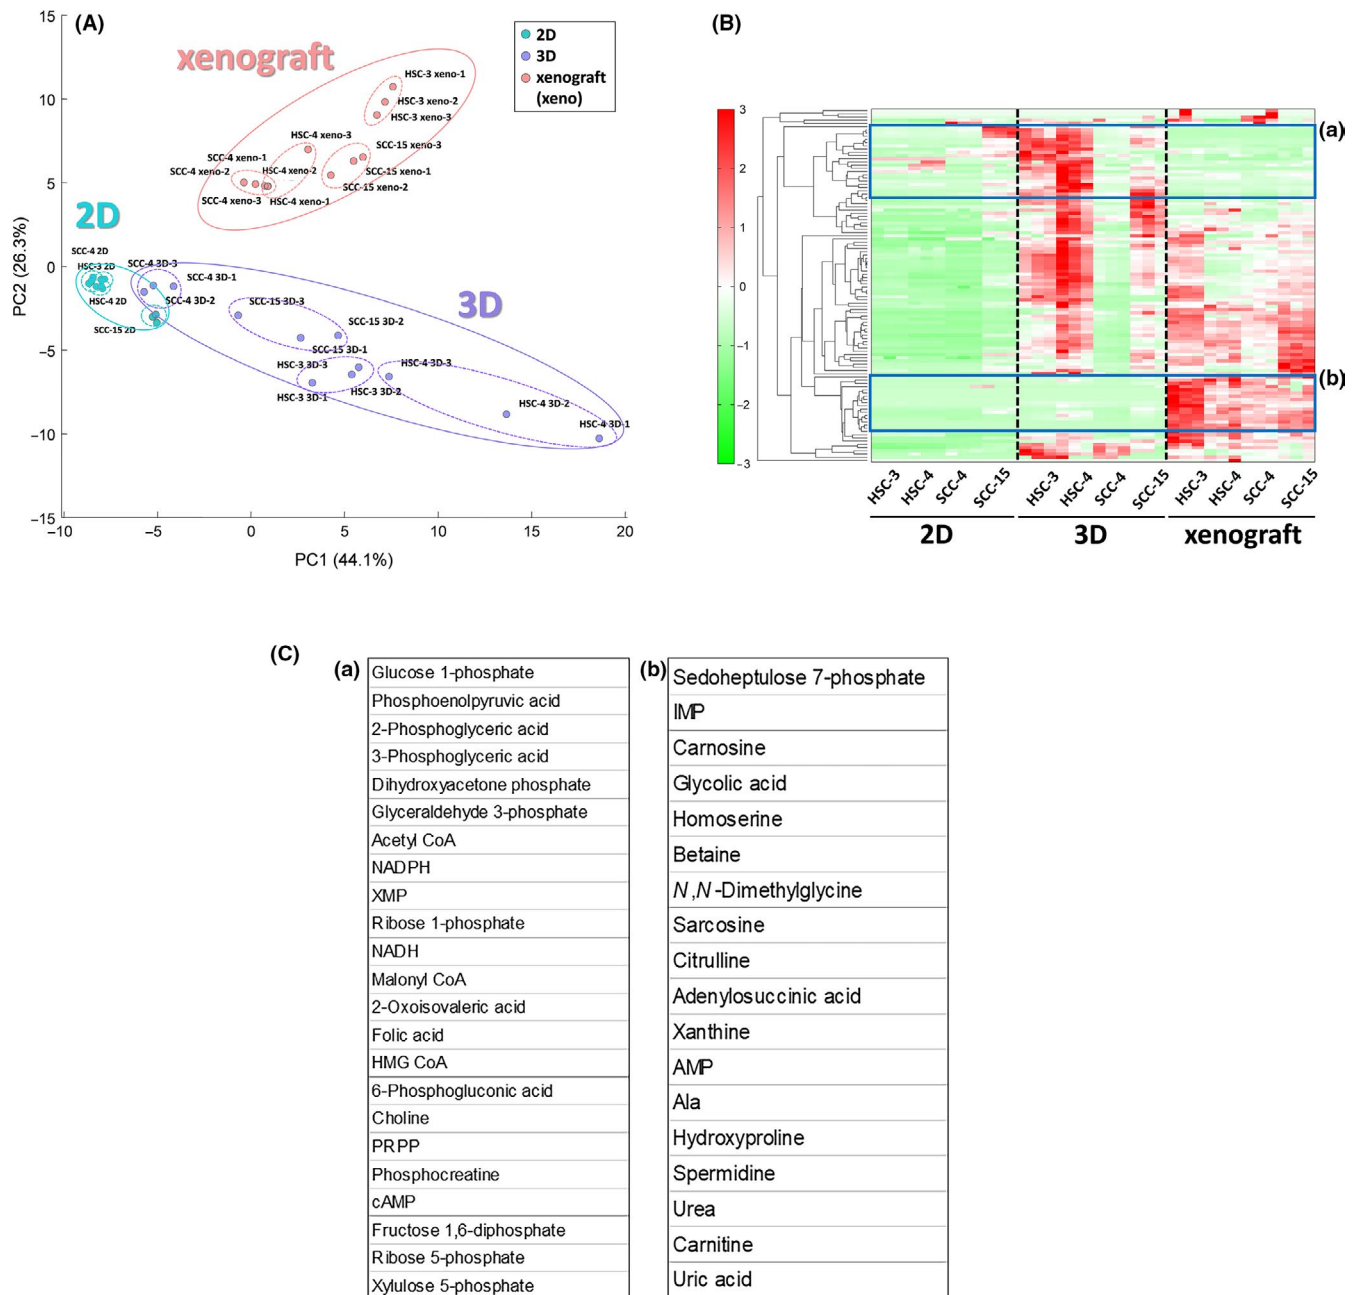 (A)
xenograft
2D
3D
xenograft
(xeno)
HSC-3 xeno-1
HSC-3 xeno-2
HSC-3 xeno-3
HSC-4 xeno-3
SCC-15 xeno-3
SCC-4 xeno-1
SCC-4 xeno-2
HSC-4 xeno-2
SCC-15 xeno-1
SCC-15 xeno-2
SCC-4 xeno-3
HSC-4 xeno-1
2D
SCC-4 2D
HSC-3 2D
HSC-4 2D
SCC-15 2D
SCC-4 3D-3
SCC-4 3D-1
SCC-4 3D-2
3D
SCC-15 3D-3
SCC-15 3D-2
SCC-15 3D-1
HSC-3 3D-3
HSC-4 3D-3
HSC-3 3D-1
HSC-3 3D-2
HSC-4 3D-2
HSC-4 3D-1
15
10
5
0
−5
−10
−15
PC2 (26.3%)
−10
−5
0
5
10
15
20
PC1 (44.1%)
(B)
3
2
1
0
−1
−2
−3
(a)
(b)
HSC-3
HSC-4
SCC-4
SCC-15
HSC-3
HSC-4
SCC-4
SCC-15
HSC-3
HSC-4
SCC-4
SCC-15
2D
3D
xenograft
(C)
(a)
Glucose 1-phosphate
Phosphoenolpyruvic acid
2-Phosphoglyceric acid
3-Phosphoglyceric acid
Dihydroxyacetone phosphate
Glyceraldehyde 3-phosphate
Acetyl CoA
NADPH
XMP
Ribose 1-phosphate
NADH
Malonyl CoA
2-Oxoisovaleric acid
Folic acid
HMG CoA
6-Phosphogluconic acid
Choline
PRPP
Phosphocreatine
cAMP
Fructose 1,6-diphosphate
Ribose 5-phosphate
Xylulose 5-phosphate
(b)
Sedoheptulose 7-phosphate
IMP
Carnosine
Glycolic acid
Homoserine
Betaine
N,N-Dimethylglycine
Sarcosine
Citrulline
Adenylosuccinic acid
Xanthine
AMP
Ala
Hydroxyproline
Spermidine
Urea
Carnitine
Uric acid